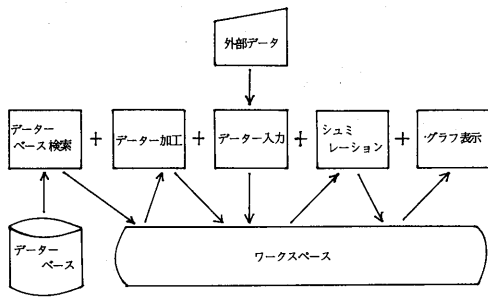 外部データ
データー
ベース検索
+
データー加工
+
データー入力
+
シュミ
レーション
+
グラフ表示
データー
ベース
ワークスペース